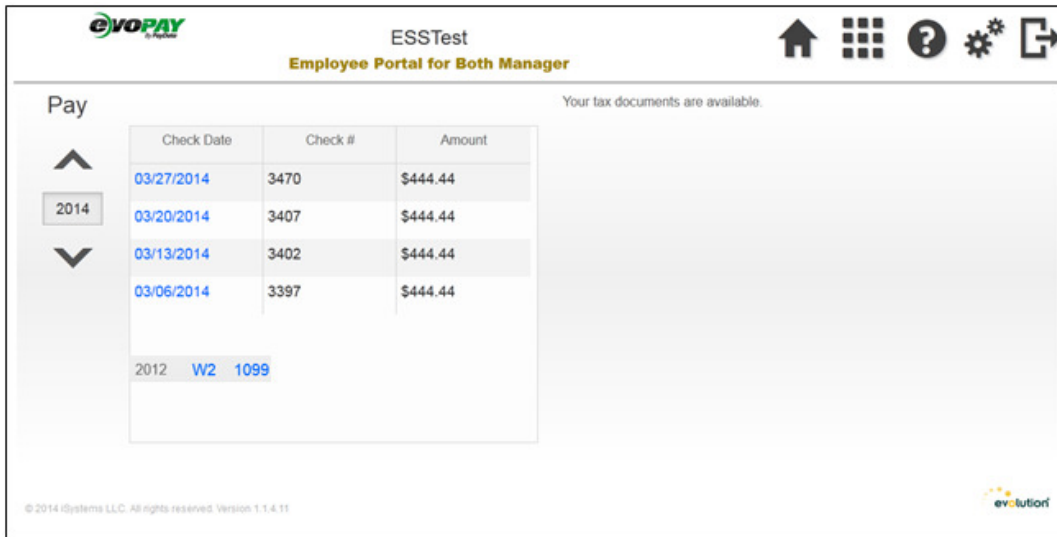 evoPAY
By PayData
ESSTest
Employee Portal for Both Manager
?
Pay
Your tax documents are available.
Check Date Check # Amount
03/27/2014 3470 $444.44
2014
03/20/2014 3407 $444.44
03/13/2014 3402 $444.44
03/06/2014 3397 $444.44
2012 W2 1099
© 2014 iSystems LLC. All rights reserved. Version 1.1.4.11
evolution